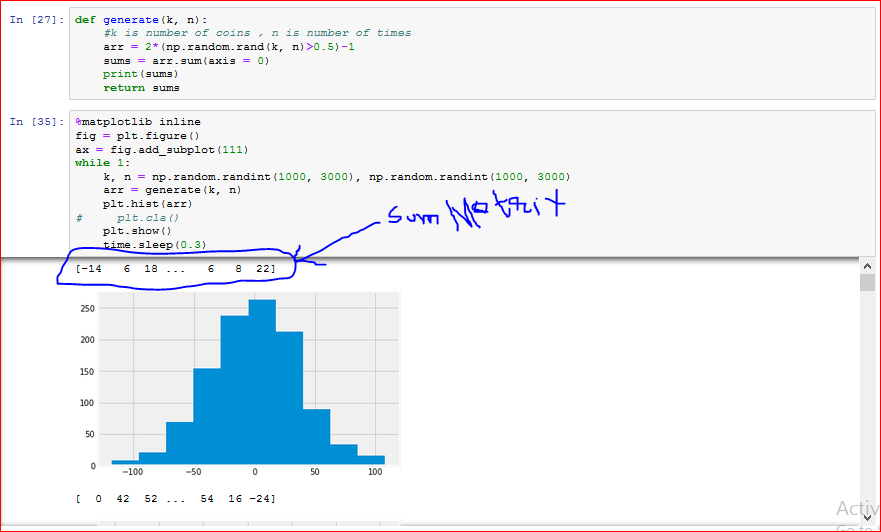 In [27]: def generate(k, n):
#k is number of coins , n is number of times
arr = 2*(np.random.rand(k, n)>0.5)-1
sums = arr.sum(axis = 0)
print(sums)
return sums
In [35]: %matplotlib inline
fig = plt.figure()
ax = fig.add_subplot(111)
while 1:
k, n = np.random.randint(1000, 3000), np.random.randint(1000, 3000)
arr = generate(k, n)
plt.hist(arr)
# plt.cla()
plt.show()
time.sleep(0.3)
sum
[-14 6 18 ... 6 8 22]
250
200
150
100
50
0
−100 −50 0 50 100
[ 0 42 52 ... 54 16 -24]
Activ
Go to